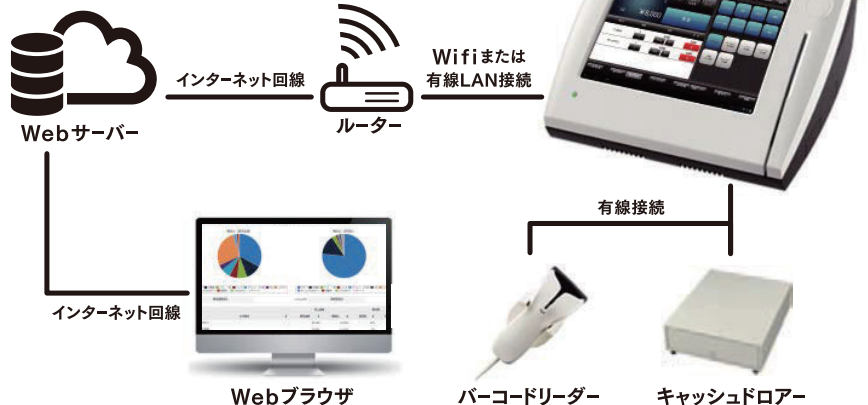 ¥8,000
Wifiまたは
有線LAN接続
インターネット回線
Webサーバー
ルーター
有線接続
インターネット回線
Webブラウザ
バーコードリーダー
キャッシュドロアー